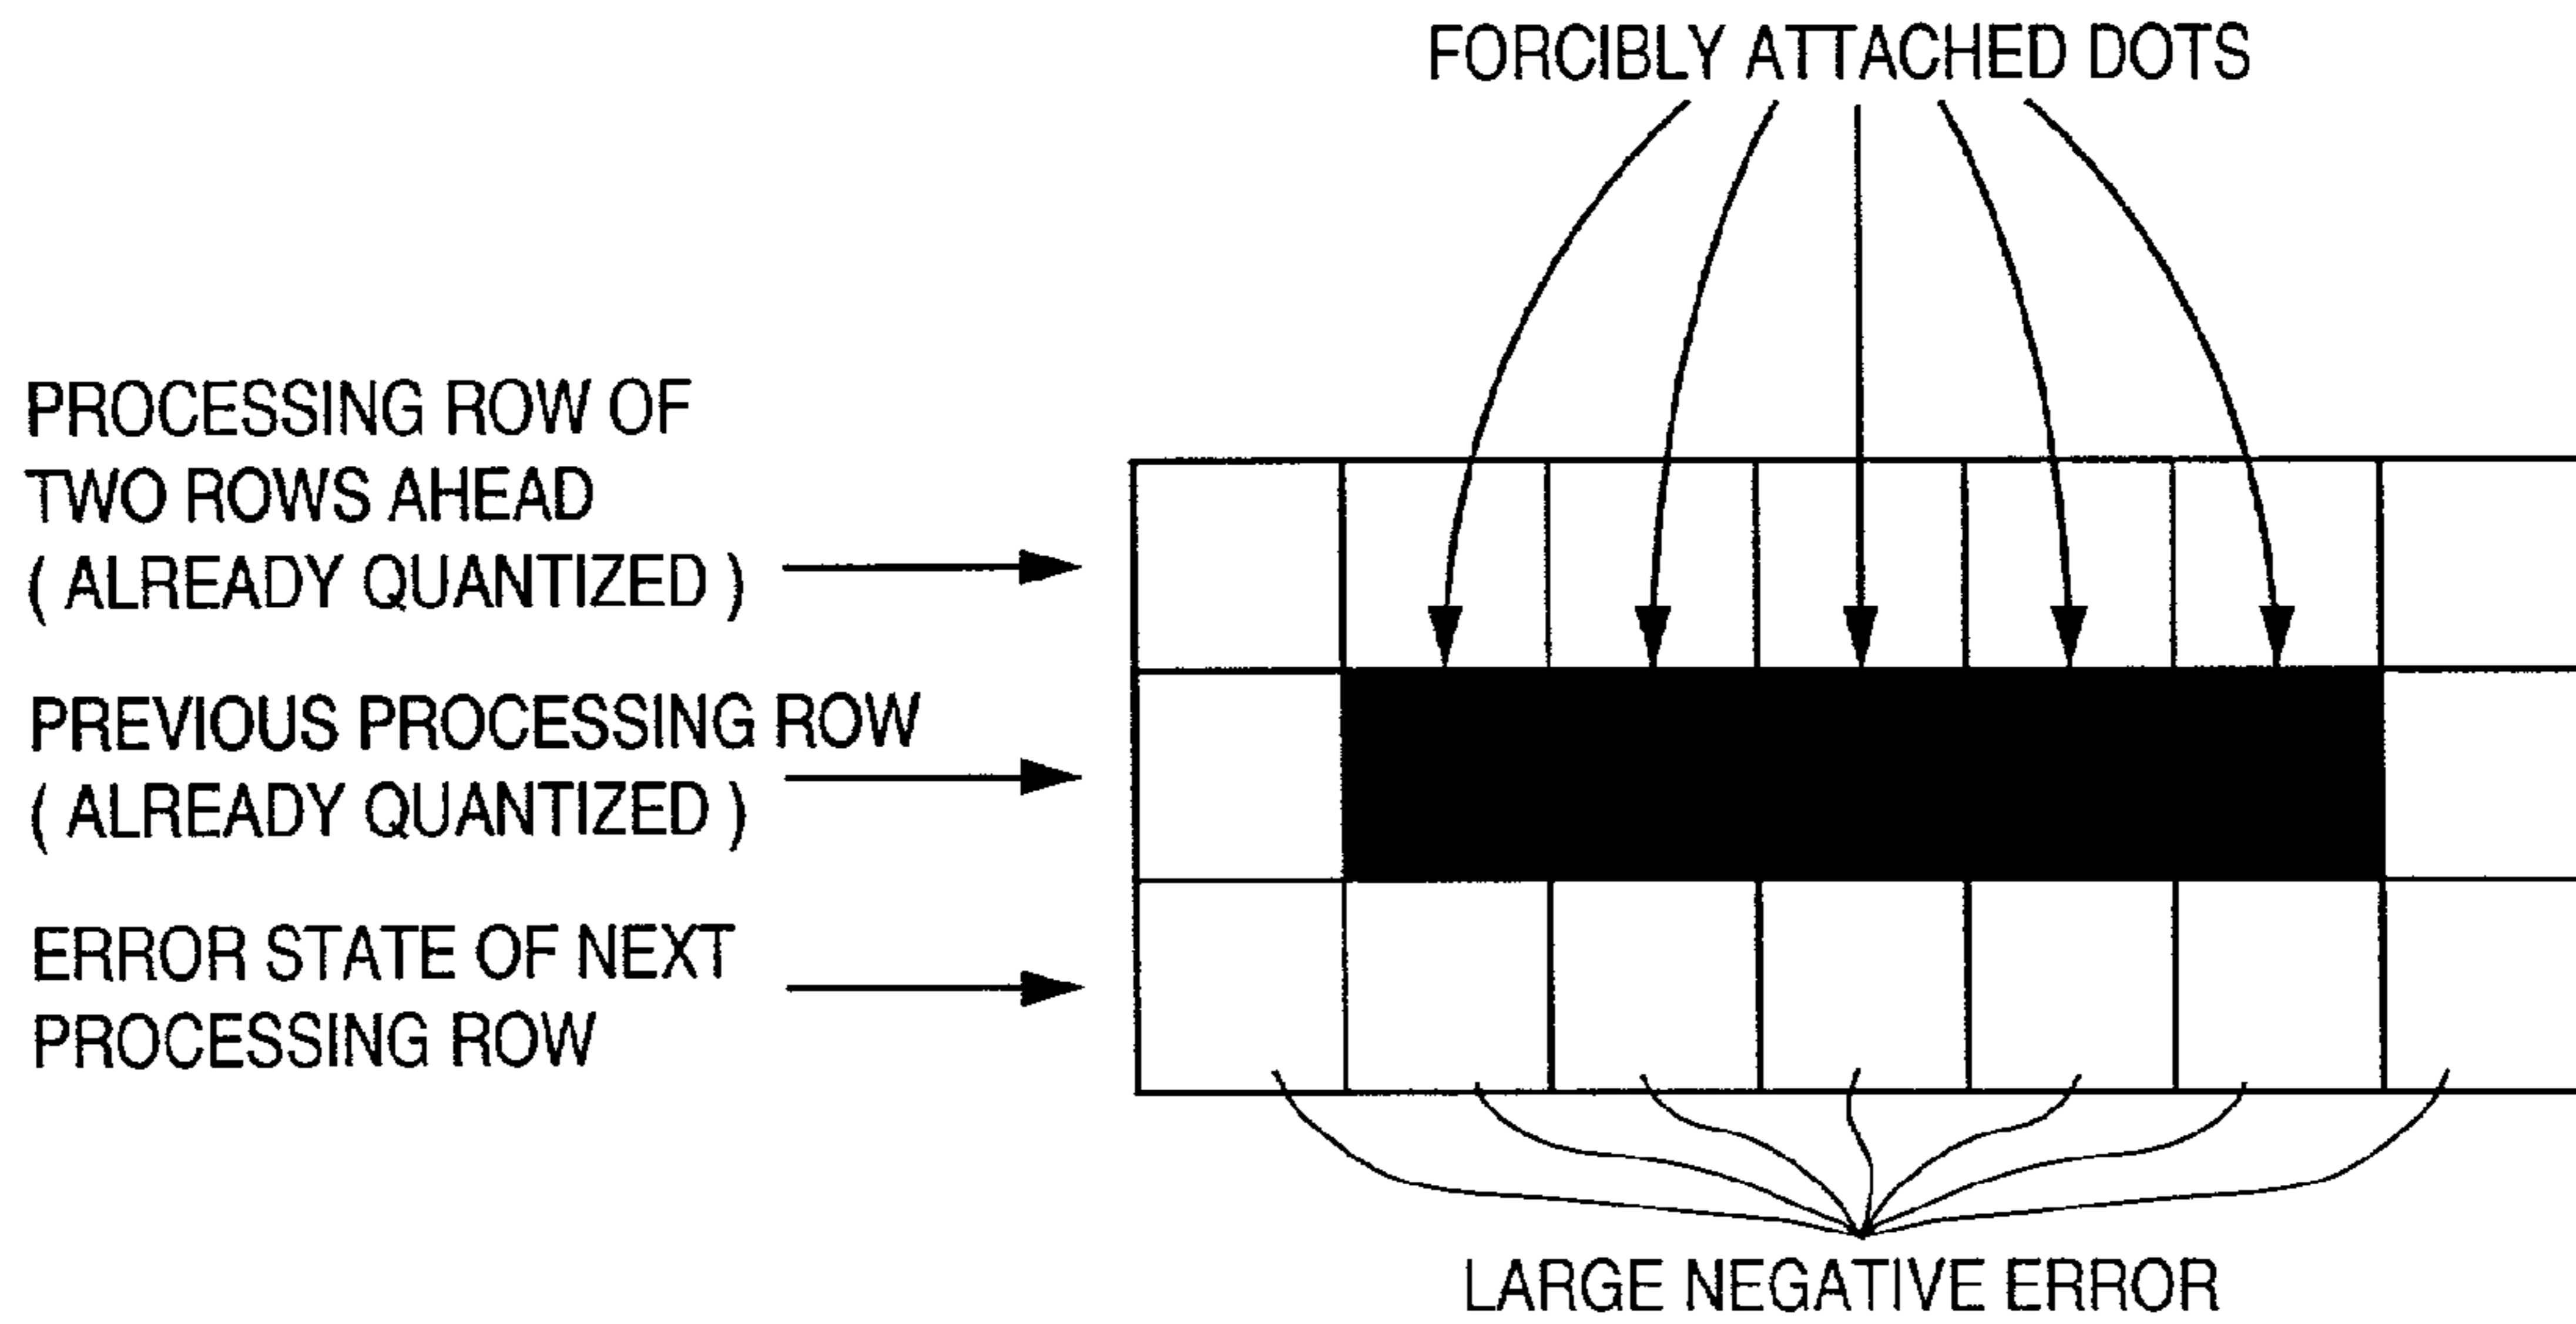 FORCIBLY ATTACHED DOTS
PROCESSING ROW OF
TWO ROWS AHEAD
( ALREADY QUANTIZED )
PREVIOUS PROCESSING ROW
( ALREADY QUANTIZED )
ERROR STATE OF NEXT
PROCESSING ROW
LARGE NEGATIVE ERROR